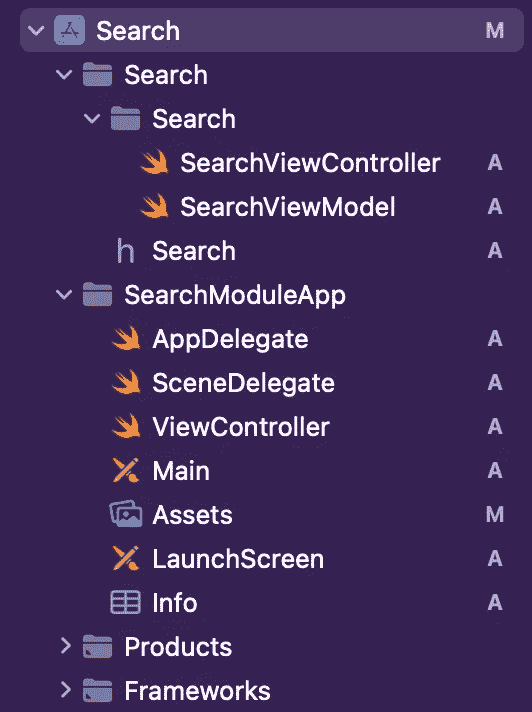 Search M
Search
Search
SearchViewController A
SearchViewModel A
h Search A
SearchModuleApp
AppDelegate A
SceneDelegate A
ViewController A
Main A
Assets M
LaunchScreen A
Info A
Products
Frameworks